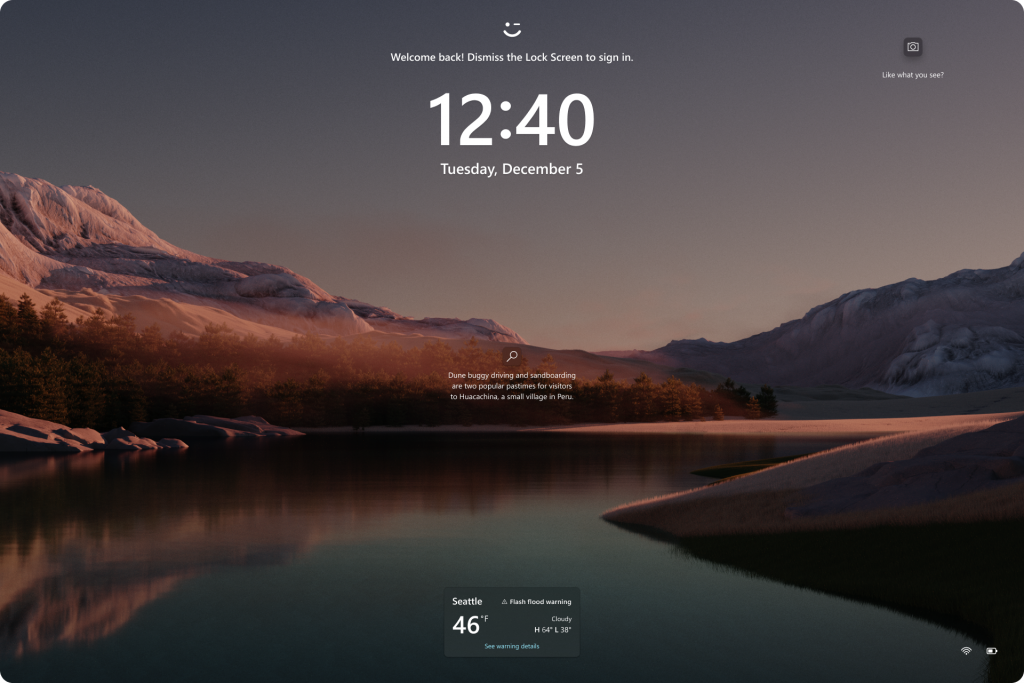 Welcome back! Dismiss the Lock Screen to sign in.
Like what you see?
12:40
Tuesday, December 5
Dune buggy driving and sandboarding
are two popular pastimes for visitors
to Huacachina, a small village in Peru.
Seattle
Flash flood warning
46°F
Cloudy
H 64° L 38°
See warning details